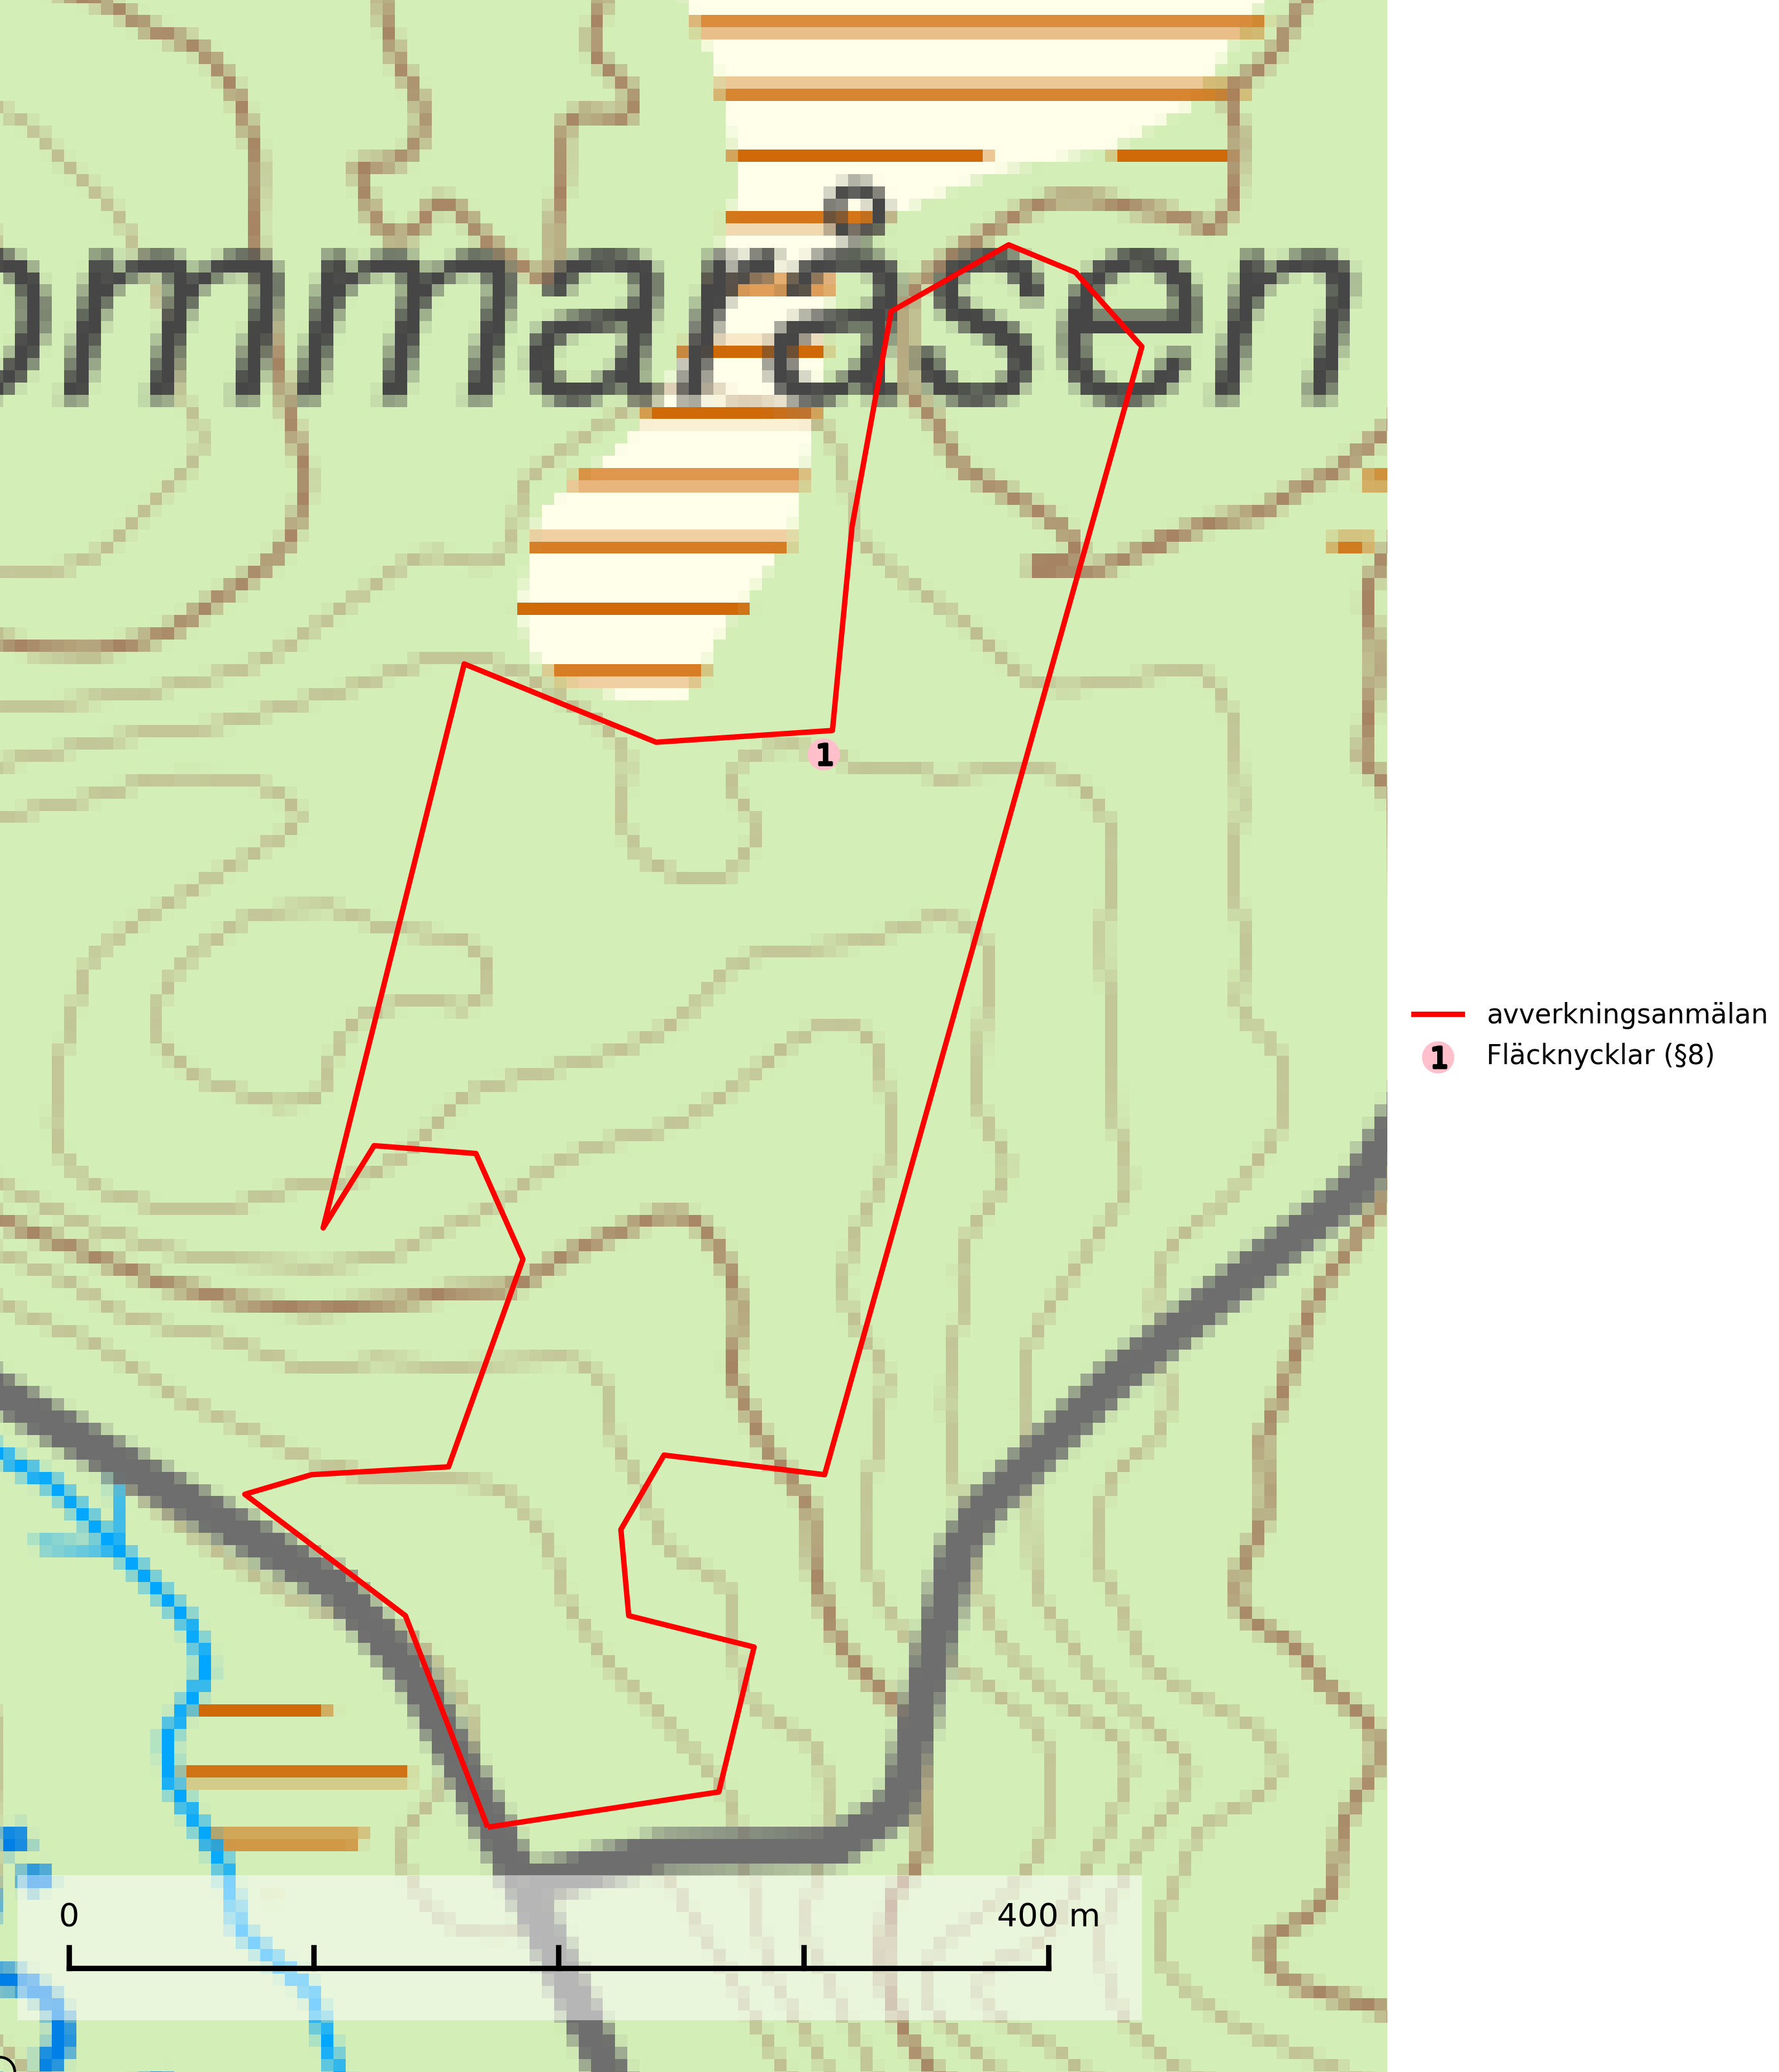 ommaråsen
1
avverkningsanmälan
1 Fläcknycklar (§8)
0 400 m